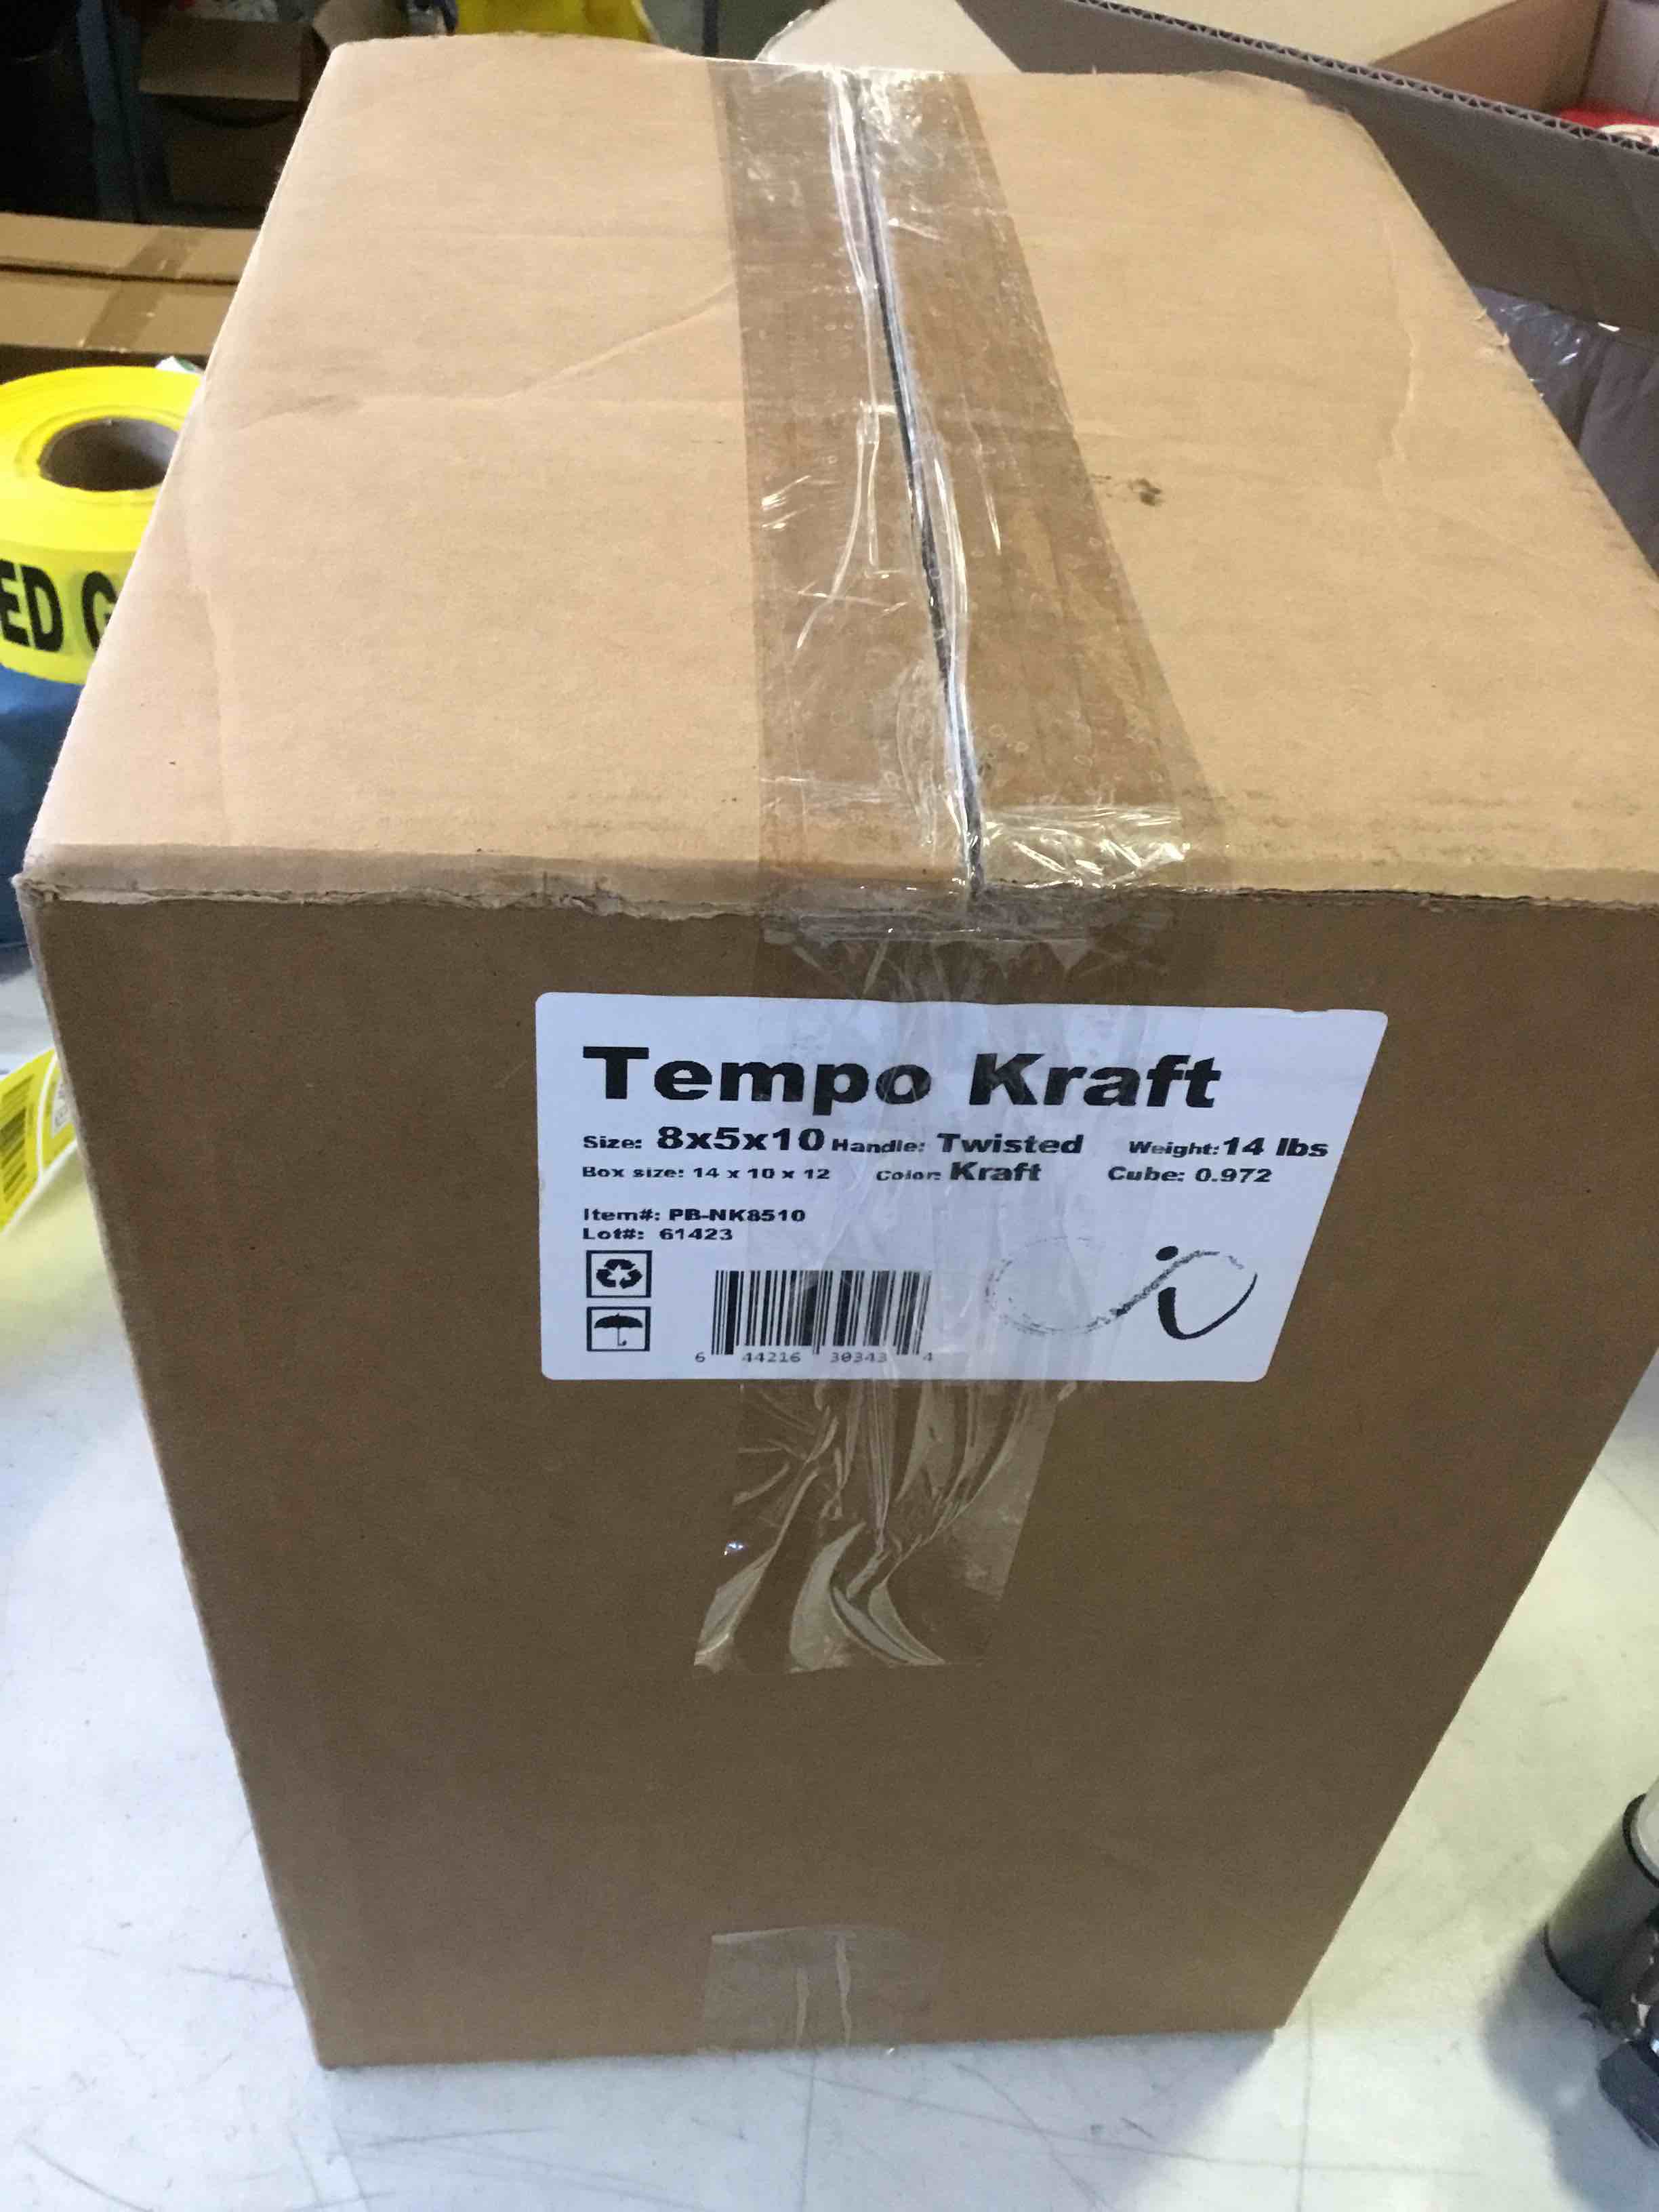 ED G
Tempo Kraft
Size: 8x5x10 Handle: Twisted Weight: 14 lbs
Box size: 14 x 10 x 12 Color: Kraft Cube: 0.972
Item#: PB-NK8510
Lot#: 61423
6 44216 30343 4